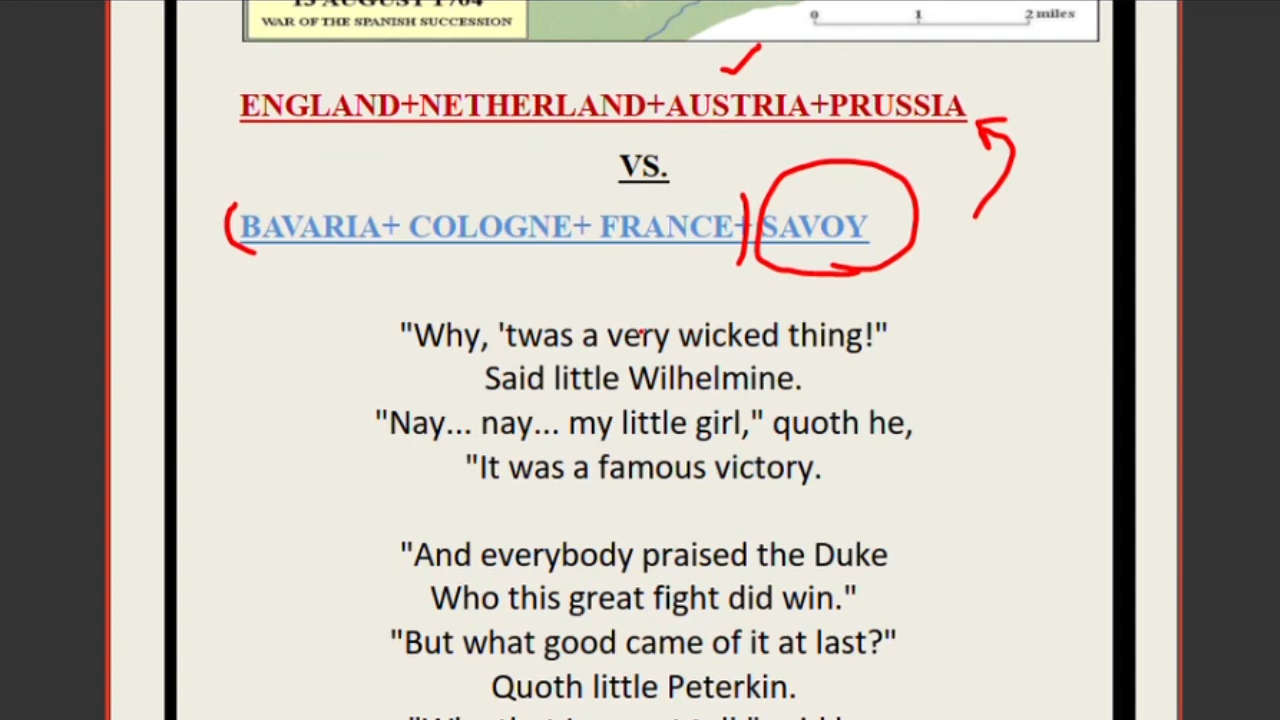 13 AUGUST 1704
WAR OF THE SPANISH SUCCESSION
0 1 2 miles
ENGLAND+NETHERLAND+AUSTRIA+PRUSSIA
VS.
BAVARIA+ COLOGNE+ FRANCE+ SAVOY
"Why, 'twas a very wicked thing!"
Said little Wilhelmine.
"Nay... nay... my little girl," quoth he,
"It was a famous victory.
"And everybody praised the Duke
Who this great fight did win."
"But what good came of it at last?"
Quoth little Peterkin.